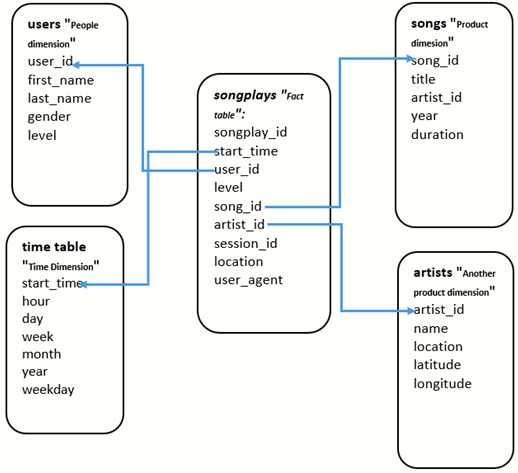 users "People
dimension"
user_id
first_name
last_name
gender
level
songplays "Fact
table":
songplay_id
start_time
user_id
level
song_id
artist_id
session_id
location
user_agent
songs "Product
dimesion"
song_id
title
artist_id
year
duration
time table
"Time Dimension"
start_time
hour
day
week
month
year
weekday
artists "Another
product dimension"
artist_id
name
location
latitude
longitude